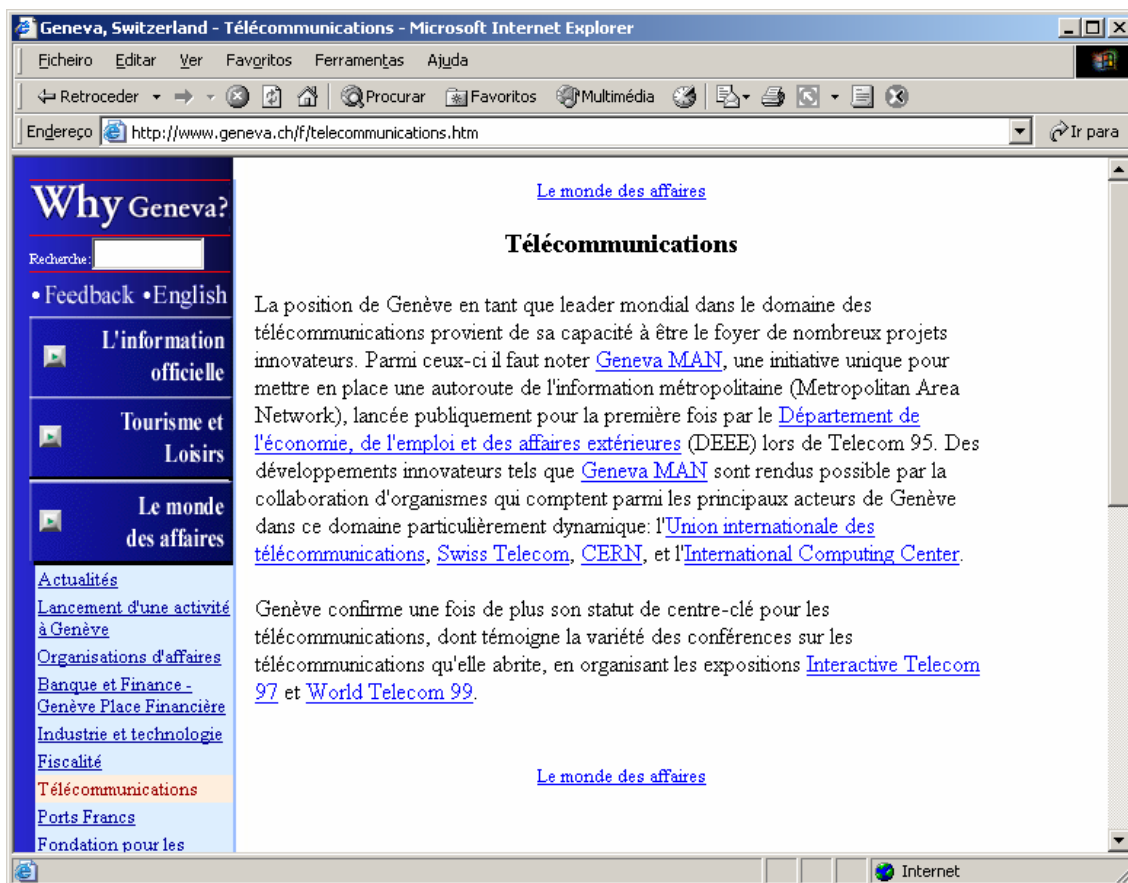 Geneva, Switzerland - Télécommunications - Microsoft Internet Explorer
Ficheiro Editar Ver Favoritos Ferramentas Ajuda
Retroceder Procurar Favoritos Multimédia
Endereço http://www.geneva.ch/f/telecommunications.htm Ir para
Why Geneva?
Recherche:
•Feedback •English
L'information
officielle
Tourisme et
Loisirs
Le monde
des affaires
Actualités
Lancement d'une activité
à Genève
Organisations d'affaires
Banque et Finance -
Genève Place Financière
Industrie et technologie
Fiscalité
Télécommunications
Ports Francs
Fondation pour les
Le monde des affaires
Télécommunications
La position de Genève en tant que leader mondial dans le domaine des
télécommunications provient de sa capacité à être le foyer de nombreux projets
innovateurs. Parmi ceux-ci il faut noter Geneva MAN, une initiative unique pour
mettre en place une autoroute de l'information métropolitaine (Metropolitan Area
Network), lancée publiquement pour la première fois par le Département de
l'économie, de l'emploi et des affaires extérieures (DEEE) lors de Telecom 95. Des
développements innovateurs tels que Geneva MAN sont rendus possible par la
collaboration d'organismes qui comptent parmi les principaux acteurs de Genève
dans ce domaine particulièrement dynamique: l'Union internationale des
télécommunications, Swiss Telecom, CERN, et l'International Computing Center.
Genève confirme une fois de plus son statut de centre-clé pour les
télécommunications, dont témoigne la variété des conférences sur les
télécommunications qu'elle abrite, en organisant les expositions Interactive Telecom
97 et World Telecom 99.
Le monde des affaires
Internet